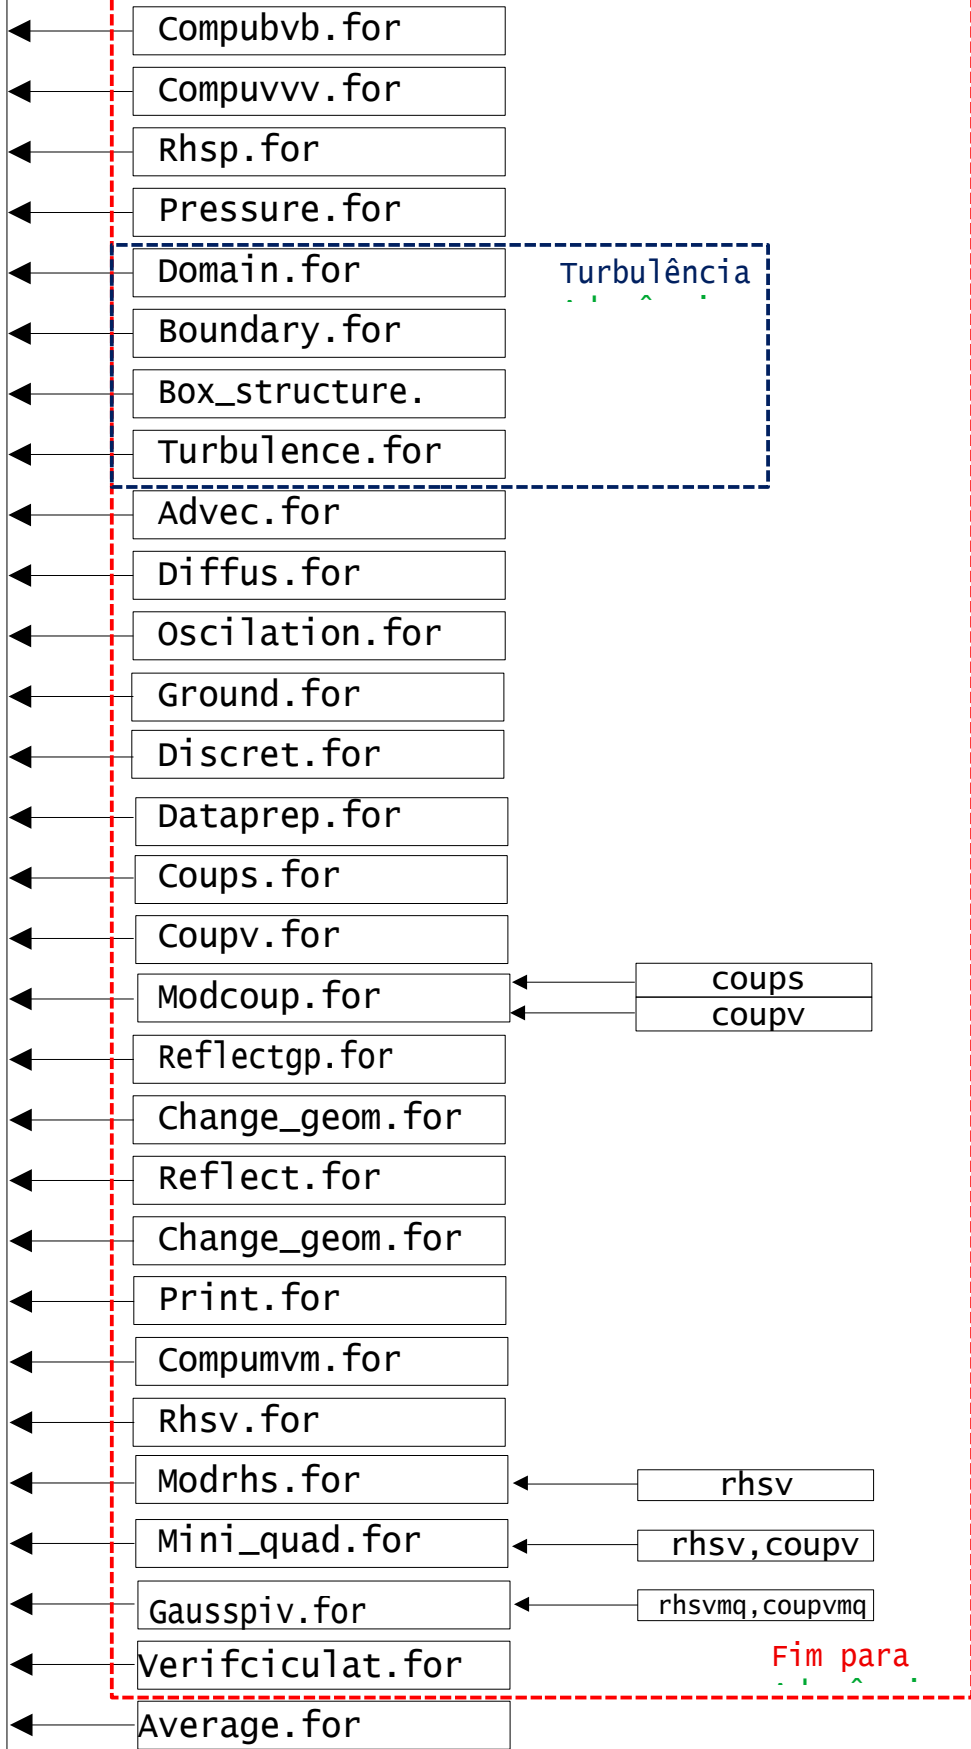 Compubvb.for
Compuvvv.for
Rhsp.for
Pressure.for
Domain.for
Turbulência
Boundary.for
Box_structure.
Turbulence.for
Advec.for
Diffus.for
Oscilation.for
Ground.for
Discret.for
Dataprep.for
Coups.for
Coupv.for
Modcoup.for
coups
coupv
Reflectgp.for
Change_geom.for
Reflect.for
Change_geom.for
Print.for
Compumvm.for
Rhsv.for
Modrhs.for
rhsv
Mini_quad.for
rhsv,coupv
Gausspiv.for
rhsvmq,coupvmq
Verifciculat.for
Fim para
Average.for